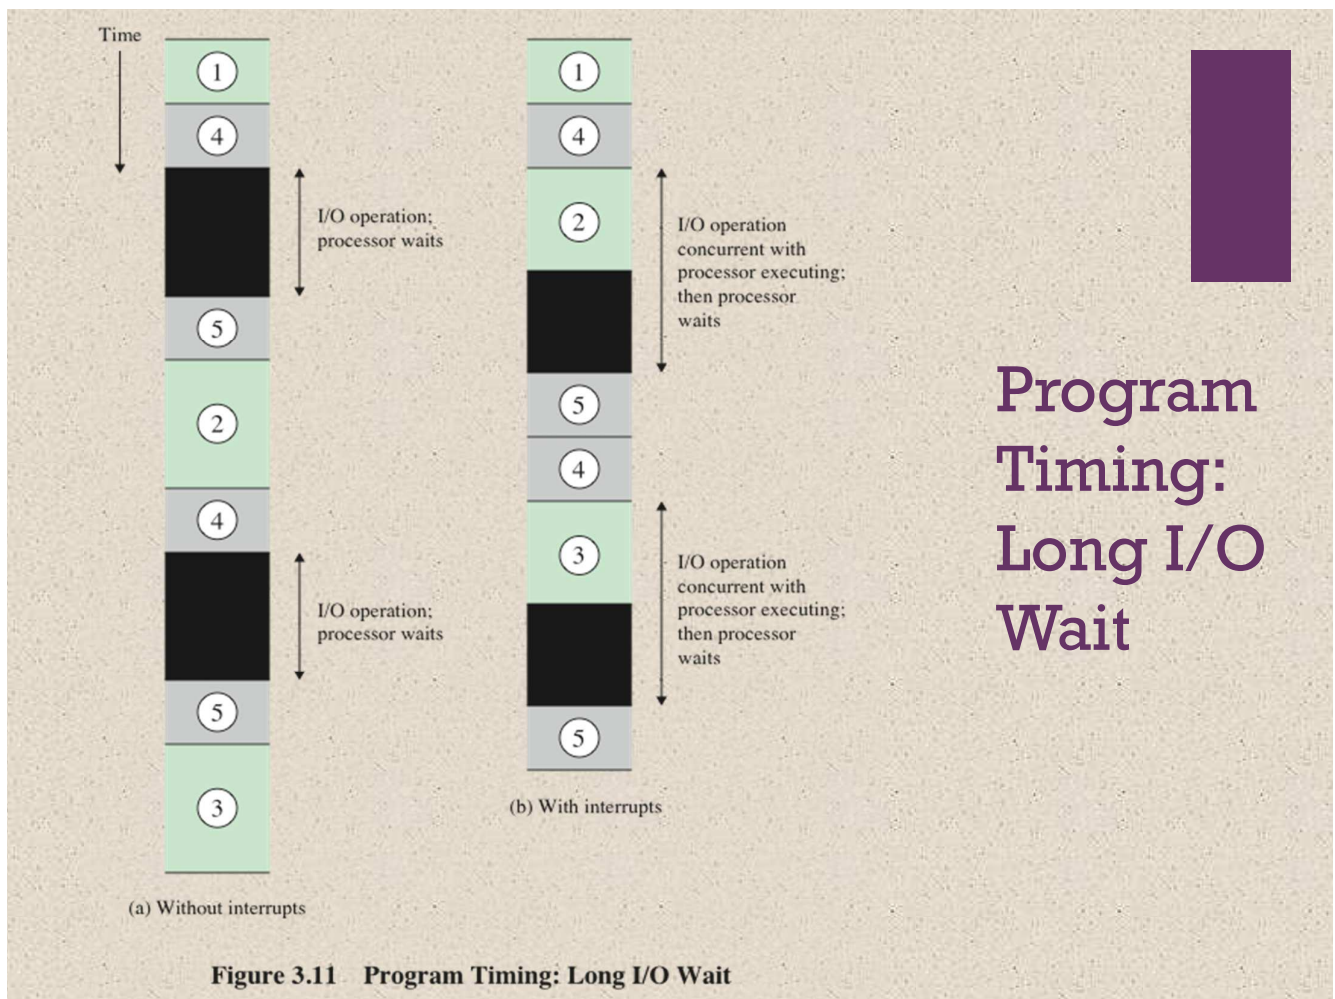 Time
1
4
I/O operation;
processor waits
5
2
4
I/O operation;
processor waits
5
3
(a) Without interrupts
1
4
2
I/O operation
concurrent with
processor executing;
then processor
waits
5
4
3
I/O operation
concurrent with
processor executing;
then processor
waits
5
(b) With interrupts
Figure 3.11 Program Timing: Long I/O Wait
Program
Timing:
Long I/O
Wait